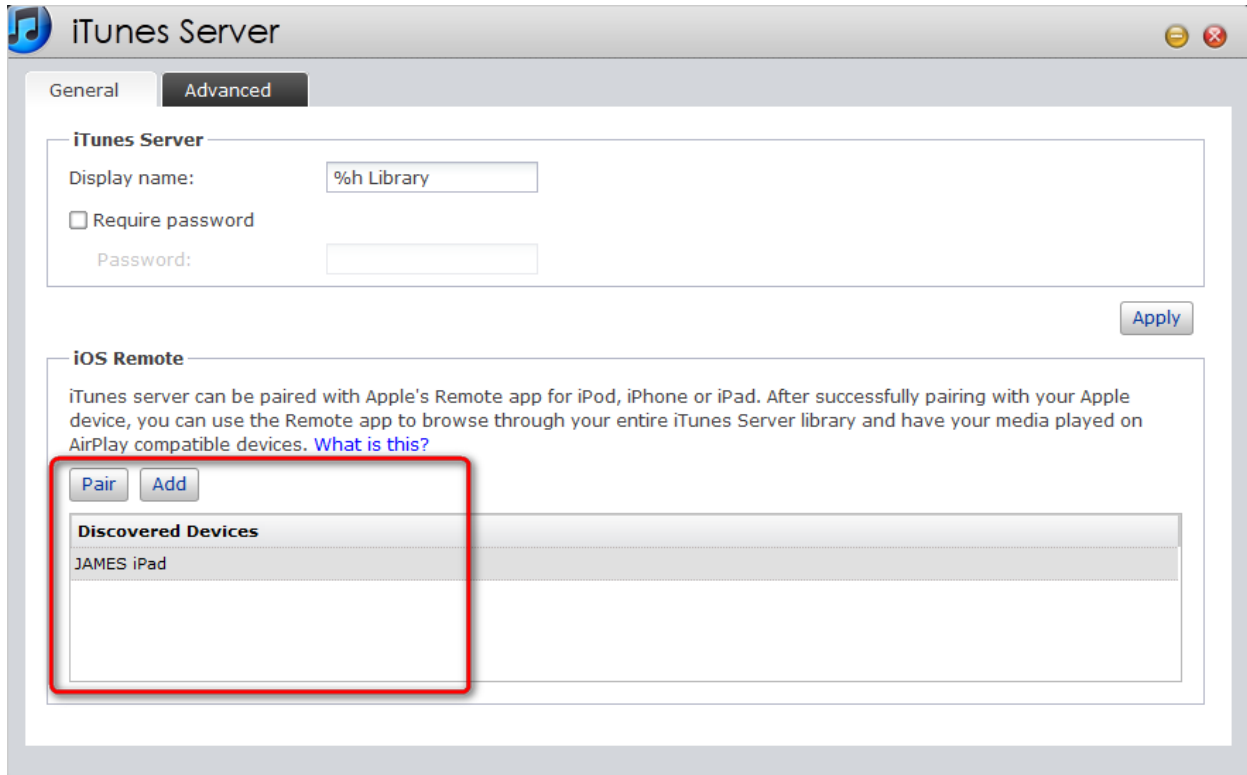 iTunes Server
General
Advanced
iTunes Server
Display name:
%h Library
Require password
Password:
Apply
iOS Remote
iTunes server can be paired with Apple's Remote app for iPod, iPhone or iPad. After successfully pairing with your Apple
device, you can use the Remote app to browse through your entire iTunes Server library and have your media played on
AirPlay compatible devices. What is this?
Pair
Add
Discovered Devices
JAMES iPad